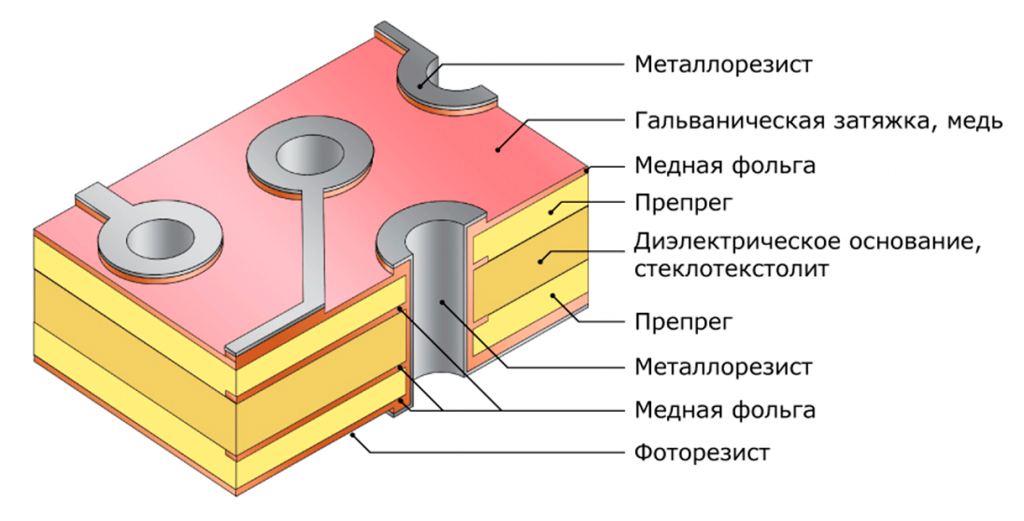 Металлорезист
Гальваническая затяжка, медь
Медная фольга
Препрег
Диэлектрическое основание,
стеклотекстолит
Препрег
Металлорезист
Медная фольга
Фоторезист